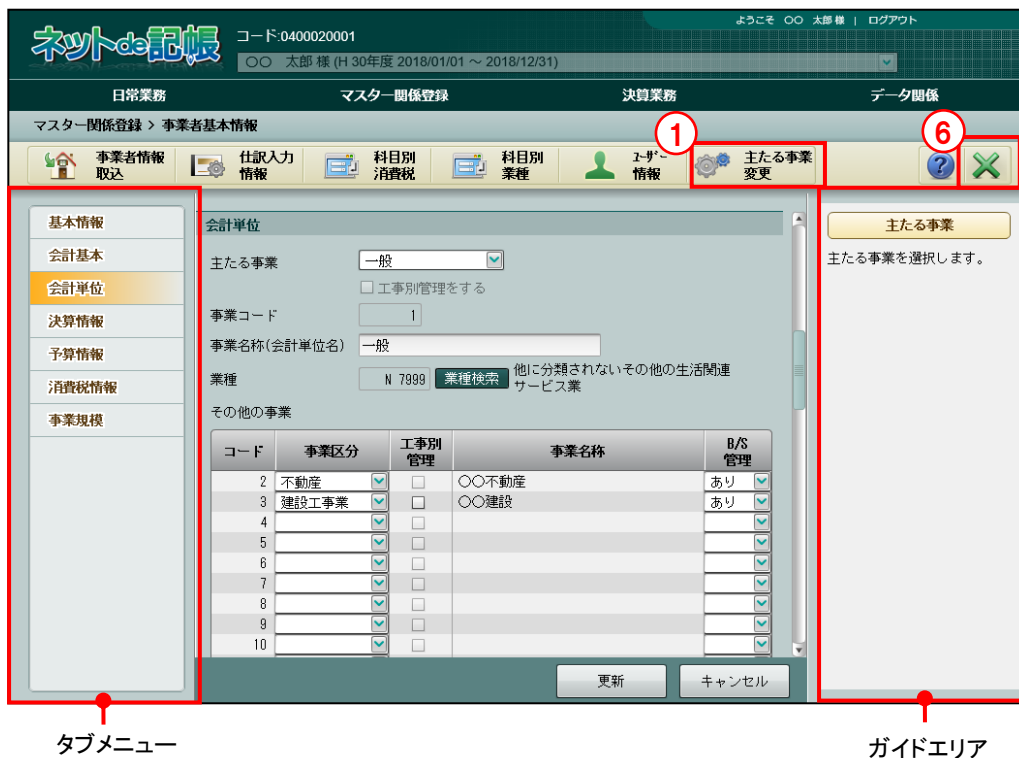 ようこそ 〇〇 太郎 様 | ログアウト
ネットde記帳
コード:0400020001
〇〇 太郎 様 (H 30年度 2018/01/01 ～ 2018/12/31)
日常業務 マスター関係登録 決算業務 データ関係
マスター関係登録 > 事業者基本情報
① ⑥
事業者情報取込 仕訳入力情報 科目別消費税 科目別業種 ユーザー情報 主たる事業変更 ?
基本情報
会計基本
会計単位
決算情報
予算情報
消費税情報
事業規模
会計単位
主たる事業 一般
工事別管理をする
事業コード 1
事業名称(会計単位名) 一般
業種 N 7999 業種検索 他に分類されないその他の生活関連
サービス業
その他の事業
コード 事業区分 工事別管理 事業名称 B/S管理
2 不動産 〇〇不動産 あり
3 建設工事業 〇〇建設 あり
4
5
6
7
8
9
10
更新 キャンセル
主たる事業
主たる事業を選択します。
タブメニュー
ガイドエリア